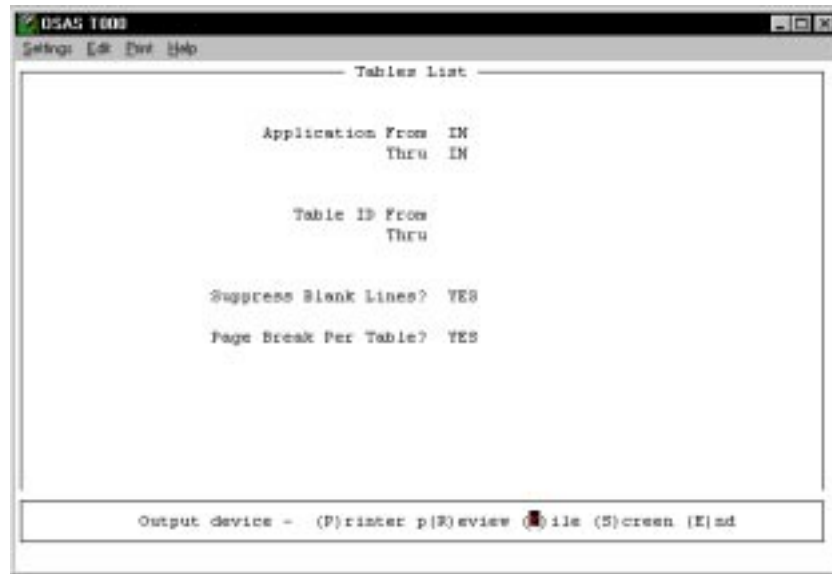 OSAS T000
Settings Edit Print Help
Tables List
Application From IN
Thru IN
Table ID From
Thru
Suppress Blank Lines? YES
Page Break Per Table? YES
Output device - (P)rinter p(R)eview ( )ile (S)creen (E)nd